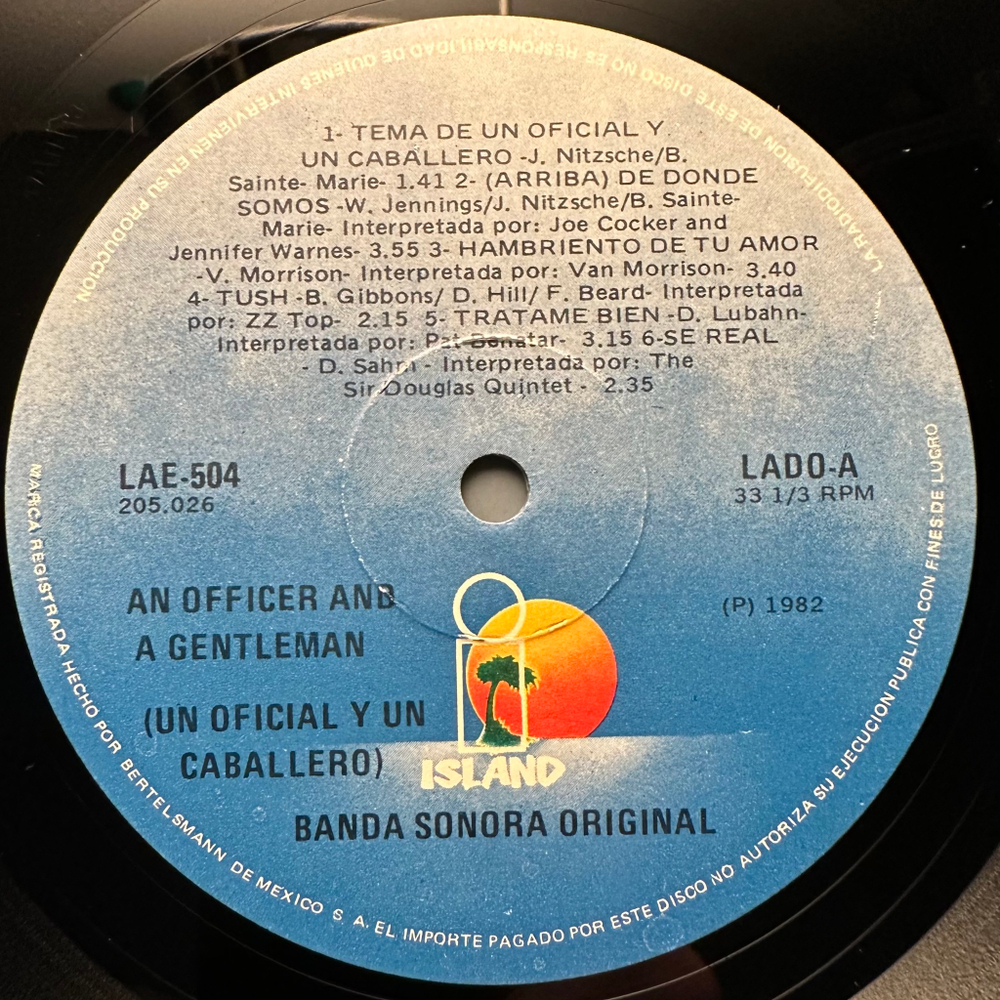 1- TEMA DE UN OFICIAL Y
UN CABALLERO -J. Nitzsche/B.
Sainte- Marie- 1.41 2- (ARRIBA) DE DONDE
SOMOS -W. Jennings/J. Nitzsche/B. Sainte-
Marie- Interpretada por: Joe Cocker and
Jennifer Warnes- 3.55 3- HAMBRIENTO DE TU AMOR
-V. Morrison- Interpretada por: Van Morrison- 3.40
4- TUSH -B. Gibbons/ D. Hill/ F. Beard- Interpretada
por: ZZ Top- 2.15 5- TRATAME BIEN -D. Lubahn-
Interpretada por: Pat Benatar- 3.15 6-SE REAL
- D. Sahm - Interpretada por: The
Sir Douglas Quintet - 2.35
LAE-504
205.026
LADO-A
33 1/3 RPM
AN OFFICER AND
A GENTLEMAN
(P) 1982
(UN OFICIAL Y UN
CABALLERO)
ISLAND
BANDA SONORA ORIGINAL
MARCA REGISTRADA HECHO POR BERTELSMANN DE MEXICO S A. EL IMPORTE PAGADO POR ESTE DISCO NO AUTORIZA SU EJECUCION PUBLICA CON FINES DE LUCRO
LA RADIODIFUSION DE ESTE DISCO NO ES RESPONSABILIDAD DE QUIENES INTERVIENEN EN SU PRODUCCION